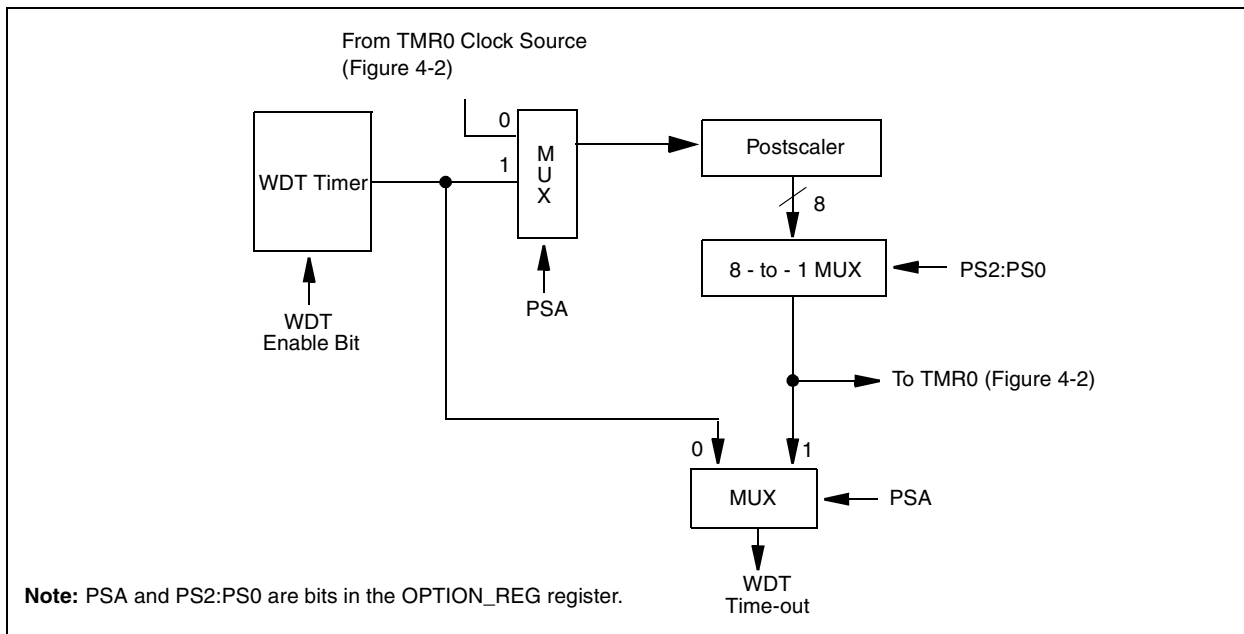 From TMR0 Clock Source
(Figure 4-2)
0
1
M
U
X
WDT Timer
Postscaler
8
8 - to - 1 MUX
PS2:PS0
PSA
WDT
Enable Bit
To TMR0 (Figure 4-2)
0
1
MUX
PSA
WDT
Time-out
Note: PSA and PS2:PS0 are bits in the OPTION_REG register.